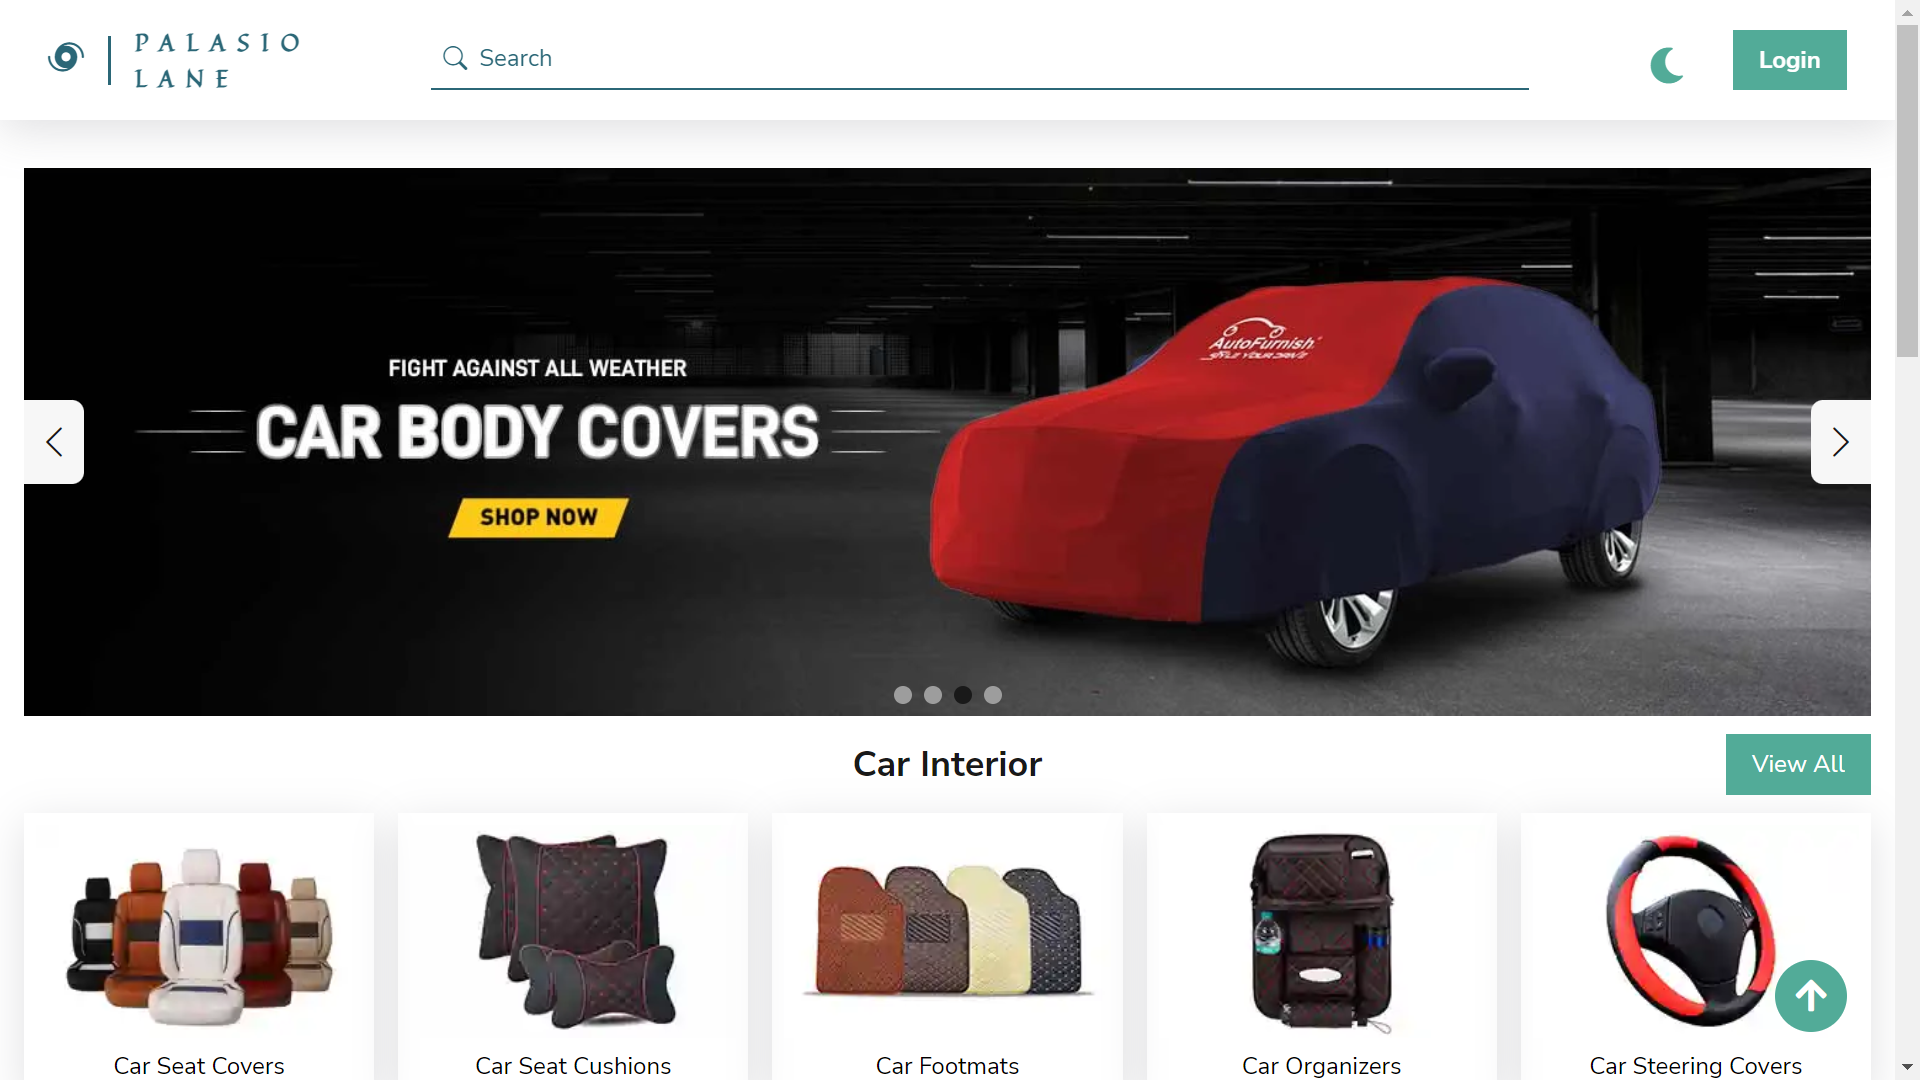 PALASIO
LANE
Search
Login
FIGHT AGAINST ALL WEATHER
CAR BODY COVERS
SHOP NOW
AutoFurnish
STYLE YOUR DRIVE
Car Interior
View All
Car Seat Covers
Car Seat Cushions
Car Footmats
Car Organizers
Car Steering Covers